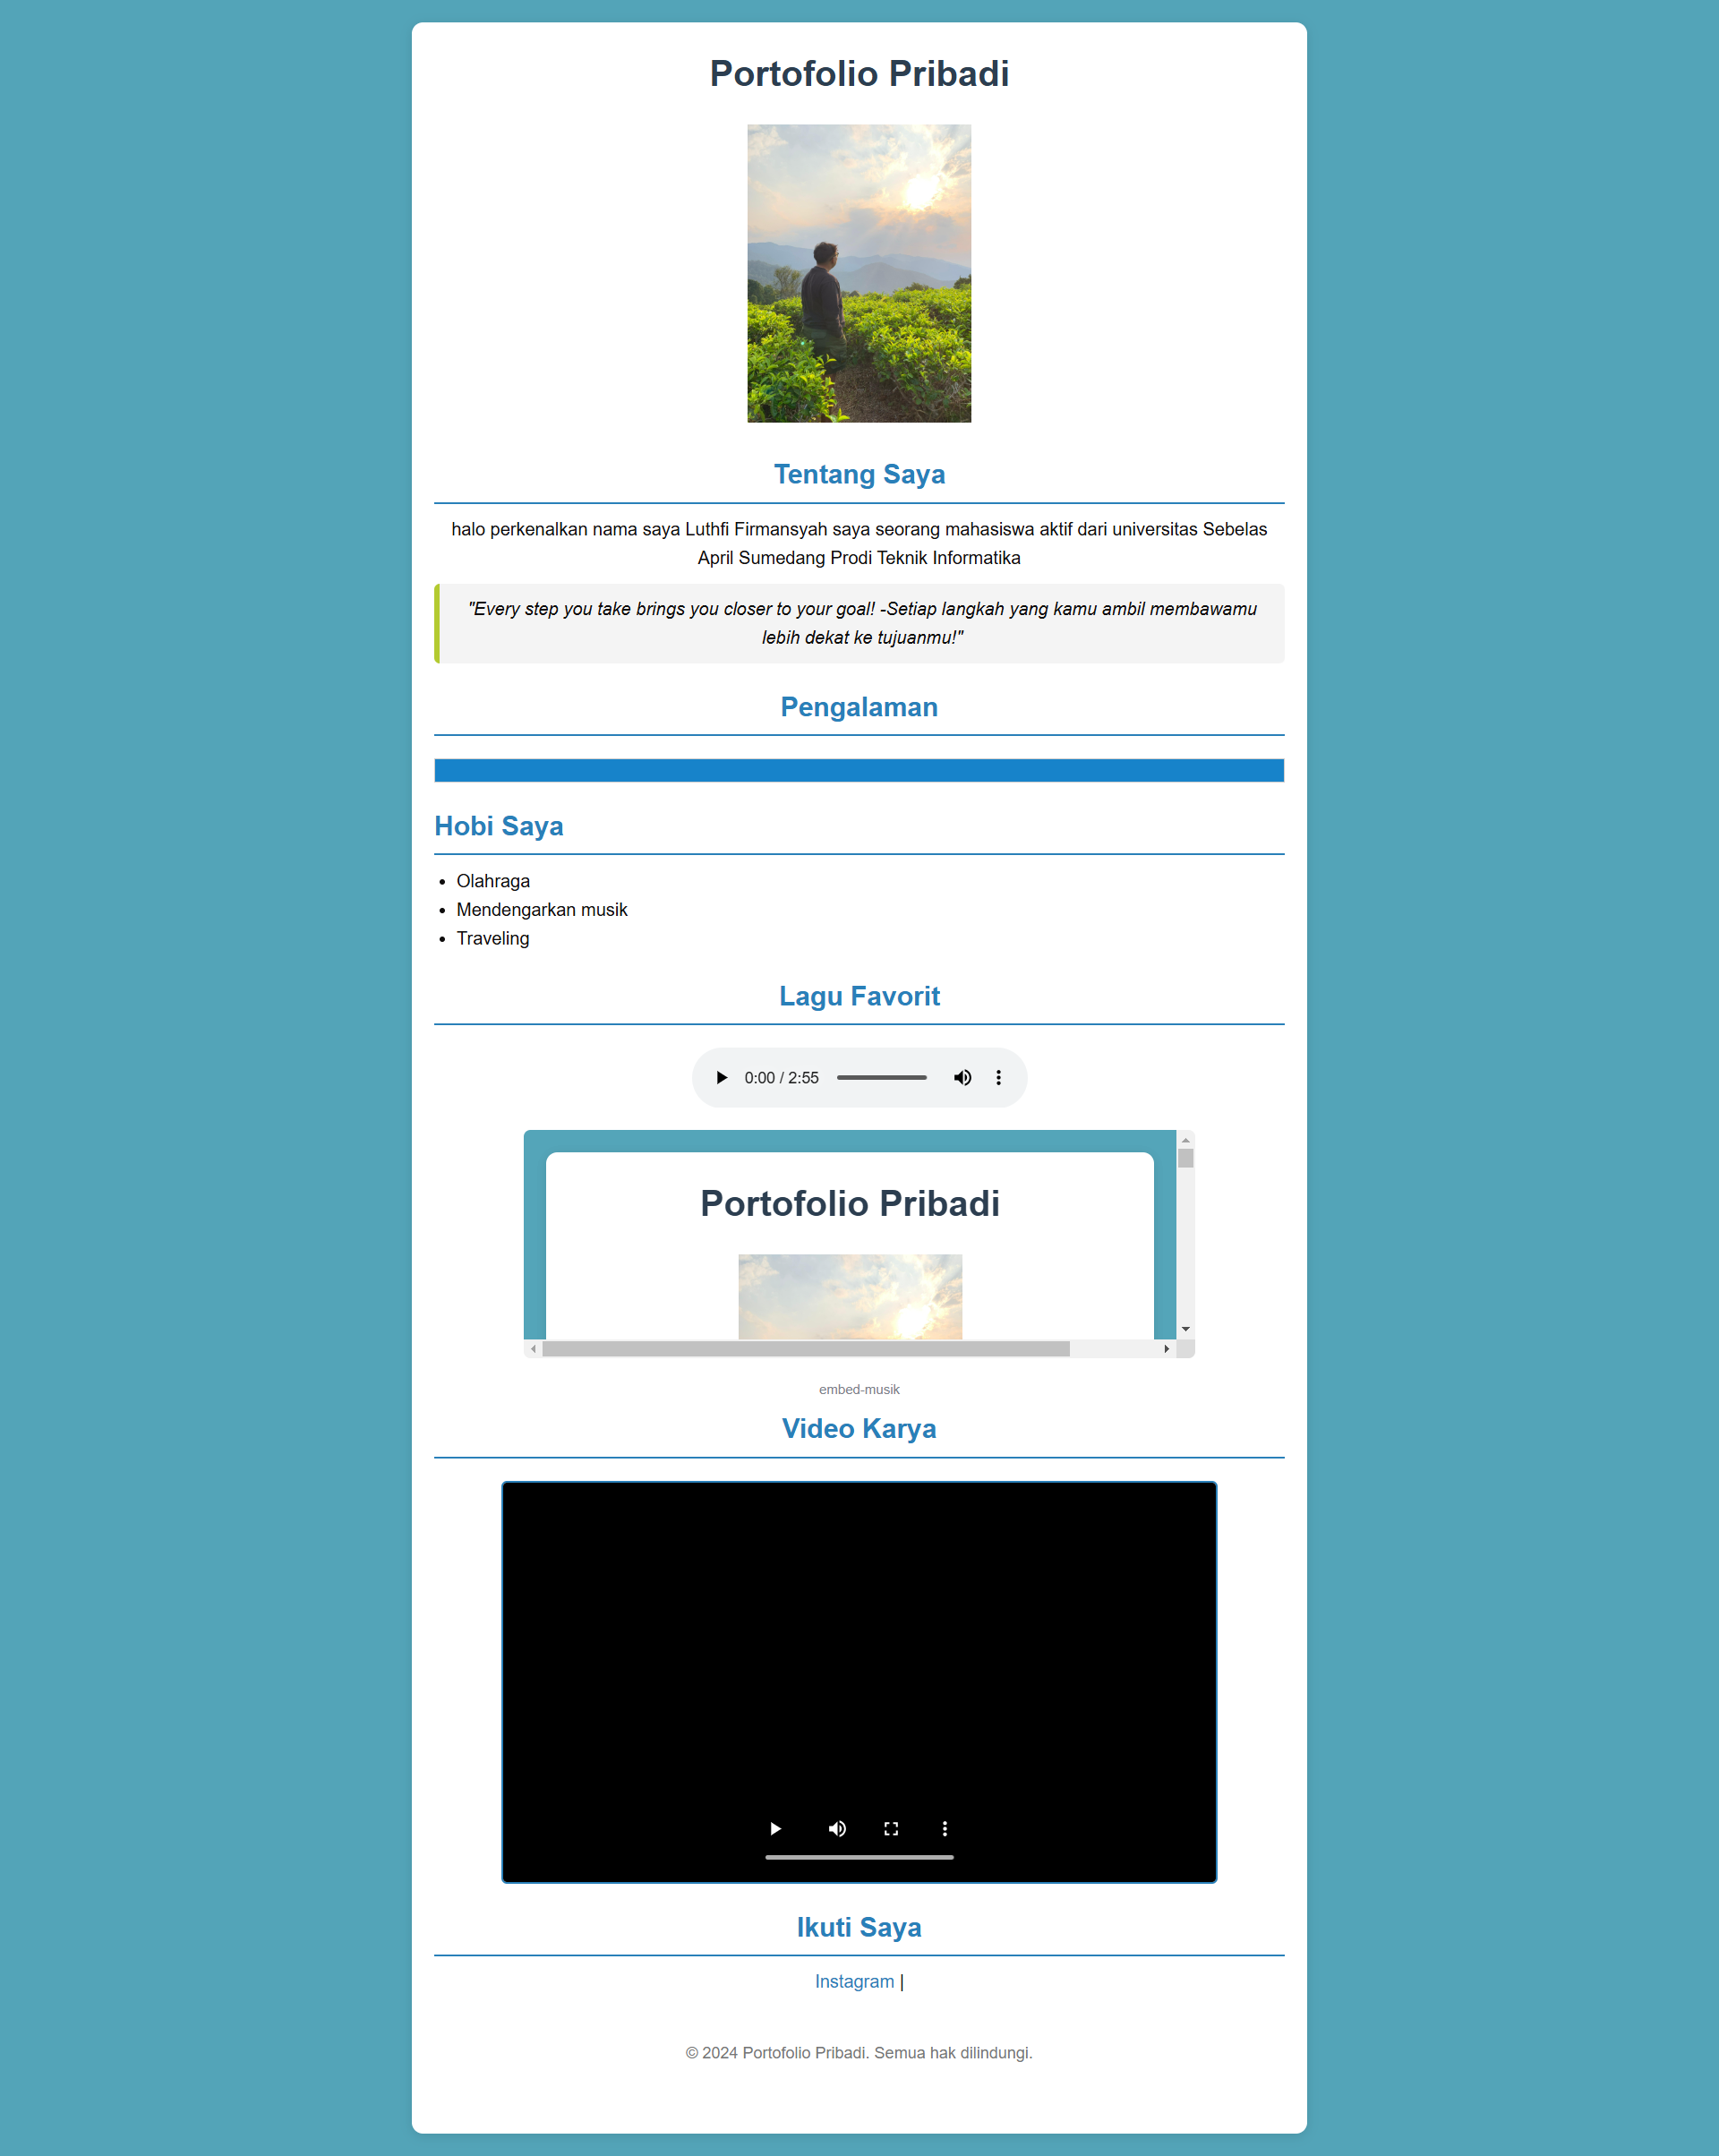 Portofolio Pribadi
Tentang Saya
halo perkenalkan nama saya Luthfi Firmansyah saya seorang mahasiswa aktif dari universitas Sebelas
April Sumedang Prodi Teknik Informatika
"Every step you take brings you closer to your goal! -Setiap langkah yang kamu ambil membawamu
lebih dekat ke tujuanmu!"
Pengalaman
Hobi Saya
• Olahraga
• Mendengarkan musik
• Traveling
Lagu Favorit
0:00 / 2:55
Portofolio Pribadi
embed-musik
Video Karya
Ikuti Saya
Instagram |
© 2024 Portofolio Pribadi. Semua hak dilindungi.